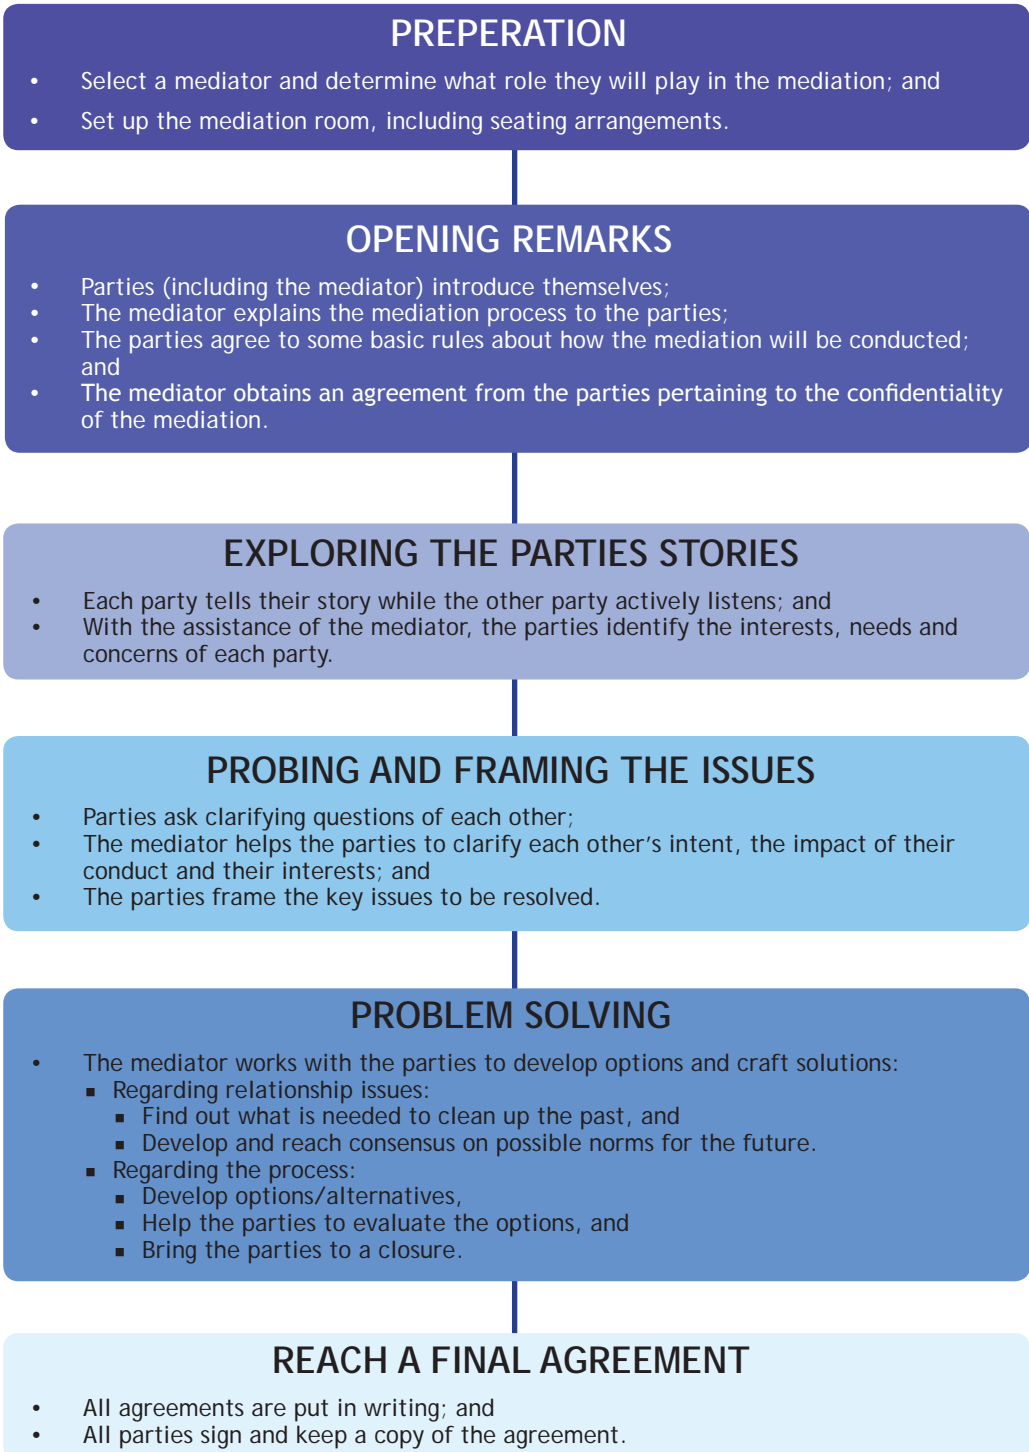 PREPERATION
• Select a mediator and determine what role they will play in the mediation; and
• Set up the mediation room, including seating arrangements.
OPENING REMARKS
• Parties (including the mediator) introduce themselves;
• The mediator explains the mediation process to the parties;
• The parties agree to some basic rules about how the mediation will be conducted;
and
• The mediator obtains an agreement from the parties pertaining to the confidentiality
of the mediation.
EXPLORING THE PARTIES STORIES
• Each party tells their story while the other party actively listens; and
• With the assistance of the mediator, the parties identify the interests, needs and
concerns of each party.
PROBING AND FRAMING THE ISSUES
• Parties ask clarifying questions of each other;
• The mediator helps the parties to clarify each other's intent, the impact of their
conduct and their interests; and
• The parties frame the key issues to be resolved.
PROBLEM SOLVING
• The mediator works with the parties to develop options and craft solutions:
▪ Regarding relationship issues:
▪ Find out what is needed to clean up the past, and
▪ Develop and reach consensus on possible norms for the future.
▪ Regarding the process:
▪ Develop options/alternatives,
▪ Help the parties to evaluate the options, and
▪ Bring the parties to a closure.
REACH A FINAL AGREEMENT
• All agreements are put in writing; and
• All parties sign and keep a copy of the agreement.